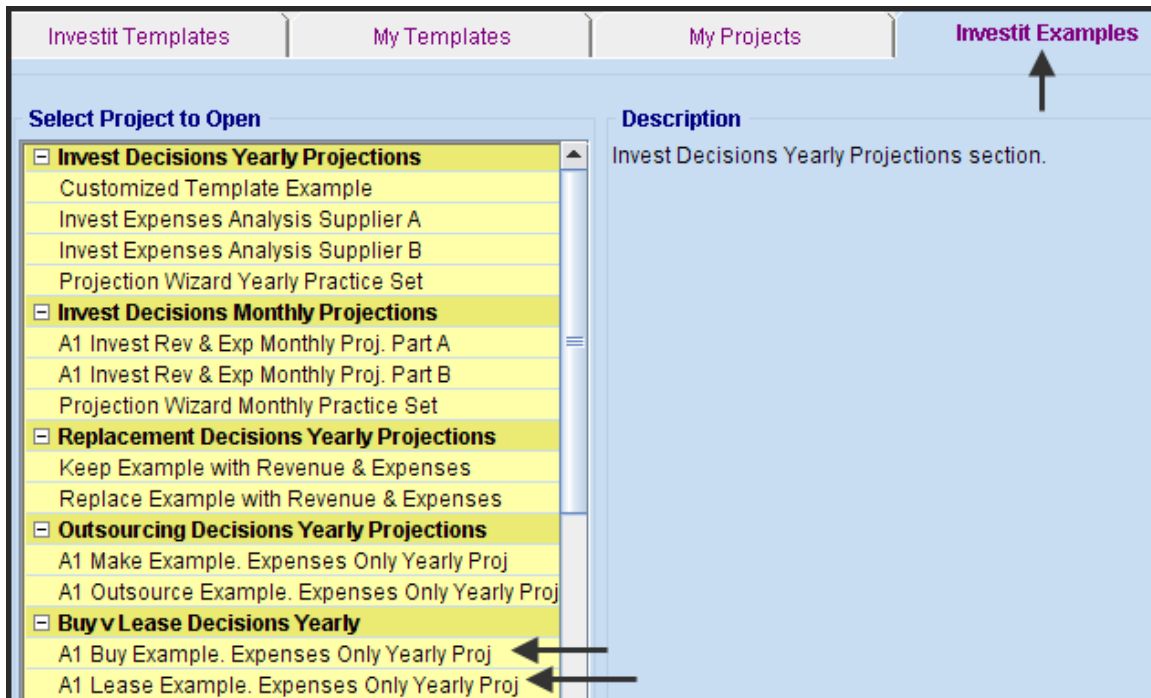 Investit Templates
My Templates
My Projects
Investit Examples
Select Project to Open
Invest Decisions Yearly Projections
Customized Template Example
Invest Expenses Analysis Supplier A
Invest Expenses Analysis Supplier B
Projection Wizard Yearly Practice Set
Invest Decisions Monthly Projections
A1 Invest Rev & Exp Monthly Proj. Part A
A1 Invest Rev & Exp Monthly Proj. Part B
Projection Wizard Monthly Practice Set
Replacement Decisions Yearly Projections
Keep Example with Revenue & Expenses
Replace Example with Revenue & Expenses
Outsourcing Decisions Yearly Projections
A1 Make Example. Expenses Only Yearly Proj
A1 Outsource Example. Expenses Only Yearly Proj
Buy v Lease Decisions Yearly
A1 Buy Example. Expenses Only Yearly Proj
A1 Lease Example. Expenses Only Yearly Proj
Description
Invest Decisions Yearly Projections section.